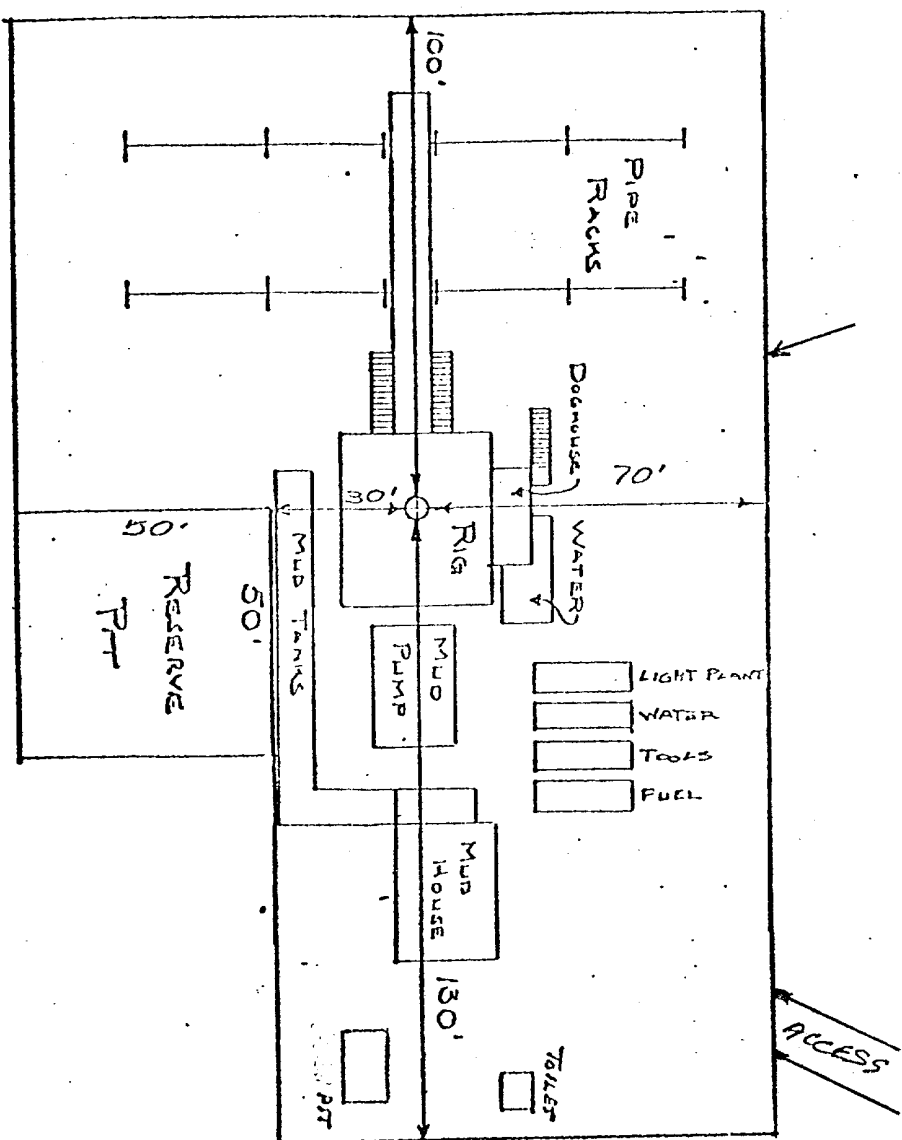 100'
PIPE
RACKS
DOGHOUSE
70'
30'
RIG
WATER
50'
50'
RESERVE
PIT
MUD TANKS
MUD
PUMP
LIGHT PLANT
WATER
TOOLS
FUEL
MUD
HOUSE
130'
PIT
TOILET
ACCESS